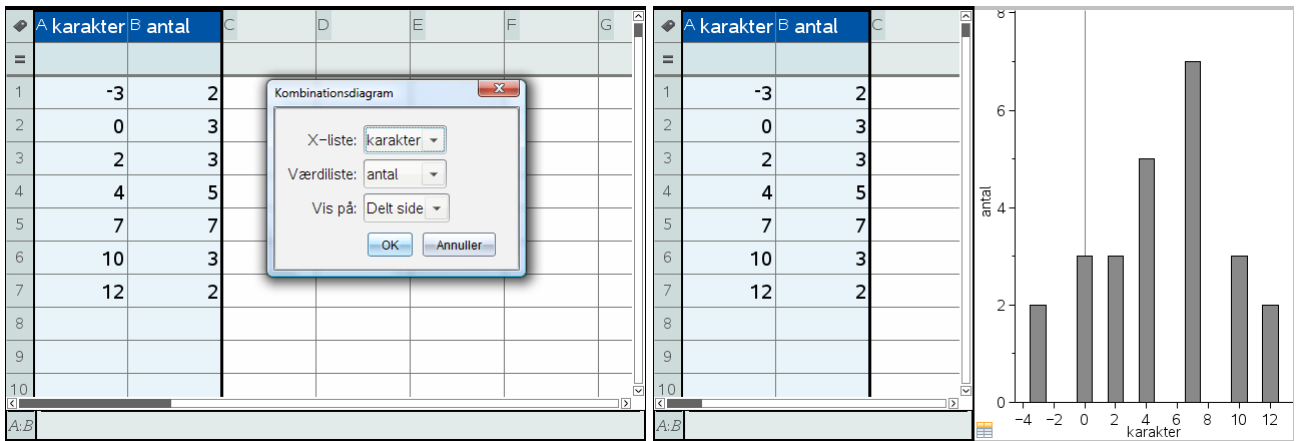 A karakter B antal C D E F G
=
1 -3 2
2 0 3
3 2 3
4 4 5
5 7 7
6 10 3
7 12 2
8
9
10
A:B
Kombinationsdiagram
X-liste: karakter
Værdiliste: antal
Vis på: Delt side
OK Annuller
A karakter B antal C
=
1 -3 2
2 0 3
3 2 3
4 4 5
5 7 7
6 10 3
7 12 2
8
9
10
A:B
8
6
4
2
0
antal
-4 -2 0 2 4 6 8 10 12
karakter